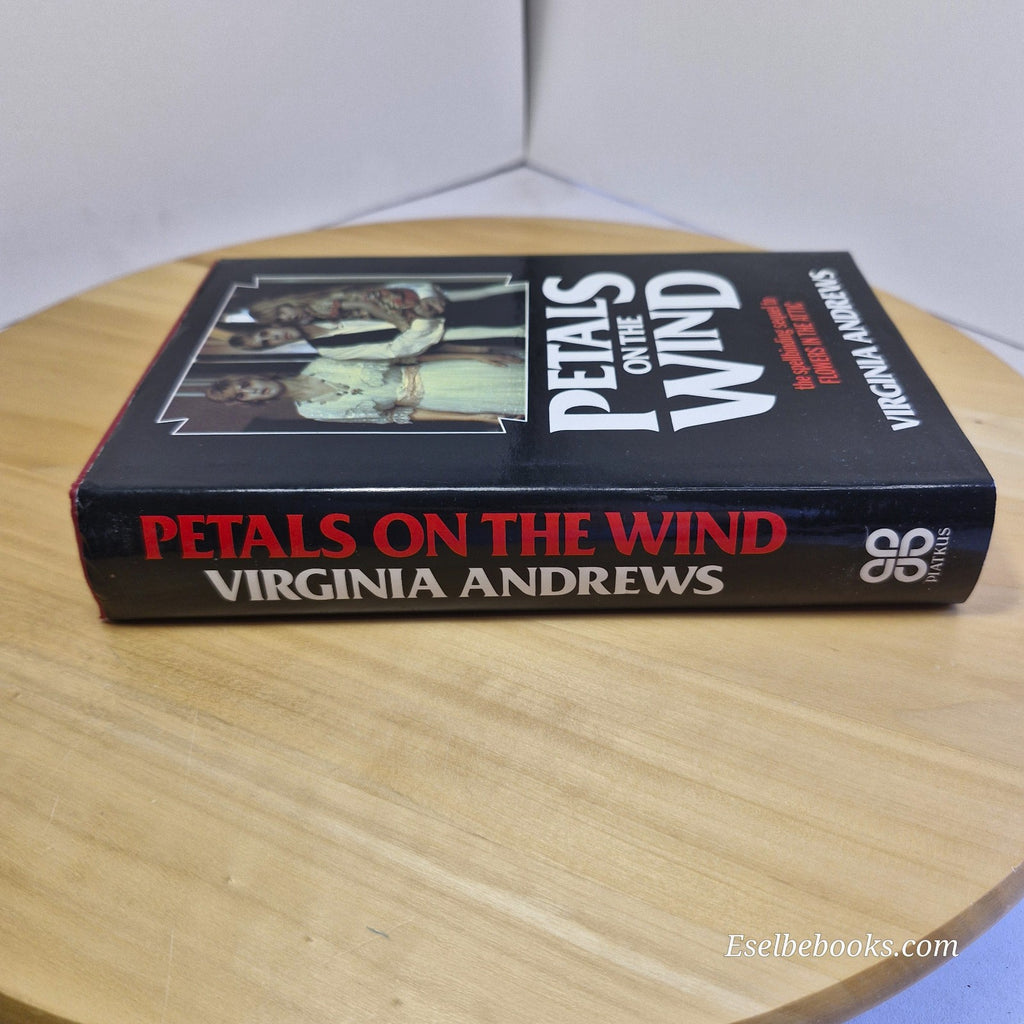 PETALS
ON THE
WIND
the spellbinding sequel to
FLOWERS IN THE ATTIC
VIRGINIA ANDREWS
PETALS ON THE WIND
VIRGINIA ANDREWS
PIATKUS
Eselbebooks.com